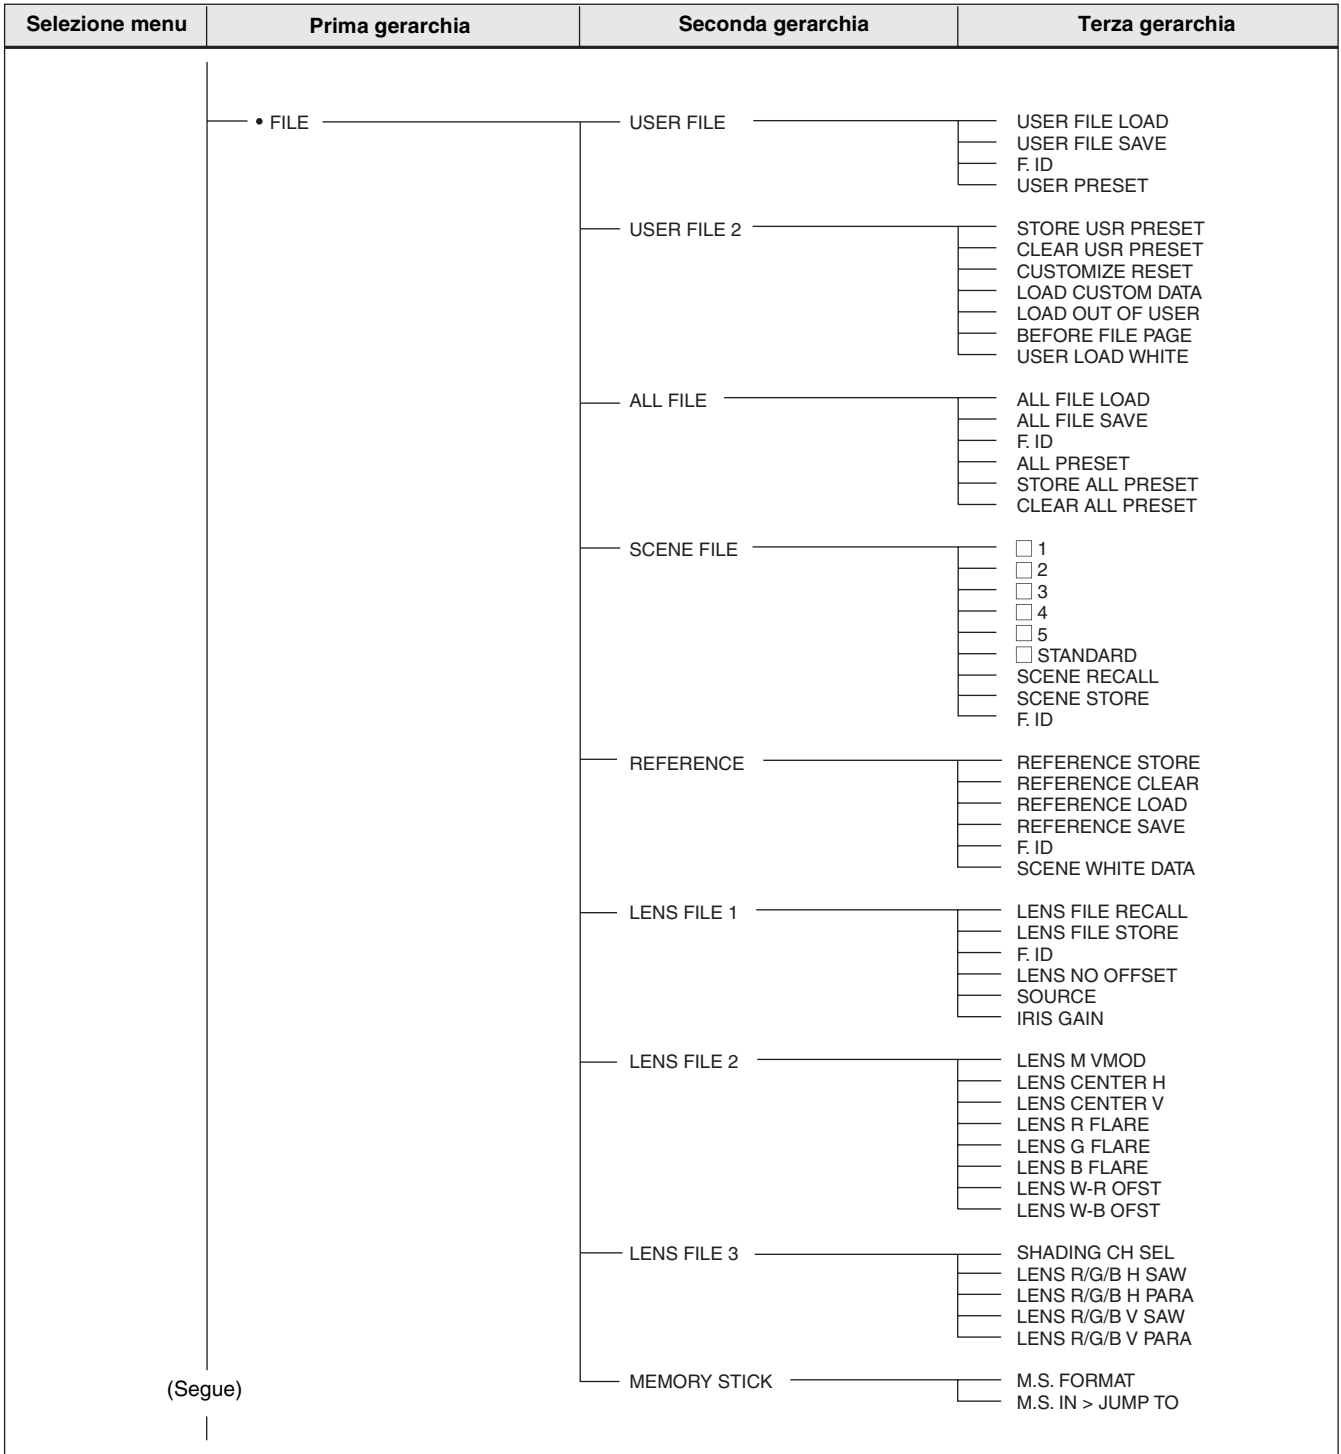 Selezione menu Prima gerarchia Seconda gerarchia Terza gerarchia
• FILE USER FILE USER FILE LOAD
USER FILE SAVE
F. ID
USER PRESET
USER FILE 2 STORE USR PRESET
CLEAR USR PRESET
CUSTOMIZE RESET
LOAD CUSTOM DATA
LOAD OUT OF USER
BEFORE FILE PAGE
USER LOAD WHITE
ALL FILE ALL FILE LOAD
ALL FILE SAVE
F. ID
ALL PRESET
STORE ALL PRESET
CLEAR ALL PRESET
SCENE FILE □ 1
□ 2
□ 3
□ 4
□ 5
□ STANDARD
SCENE RECALL
SCENE STORE
F. ID
REFERENCE REFERENCE STORE
REFERENCE CLEAR
REFERENCE LOAD
REFERENCE SAVE
F. ID
SCENE WHITE DATA
LENS FILE 1 LENS FILE RECALL
LENS FILE STORE
F. ID
LENS NO OFFSET
SOURCE
IRIS GAIN
LENS FILE 2 LENS M VMOD
LENS CENTER H
LENS CENTER V
LENS R FLARE
LENS G FLARE
LENS B FLARE
LENS W-R OFST
LENS W-B OFST
LENS FILE 3 SHADING CH SEL
LENS R/G/B H SAW
LENS R/G/B H PARA
LENS R/G/B V SAW
LENS R/G/B V PARA
MEMORY STICK M.S. FORMAT
(Segue) M.S. IN > JUMP TO